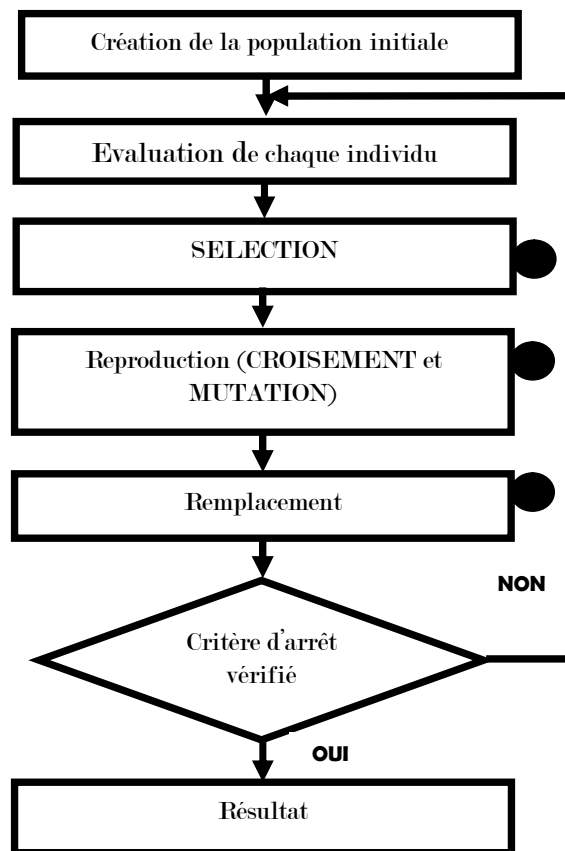 Création de la population initiale
Evaluation de chaque individu
SELECTION
Reproduction (CROISEMENT et
MUTATION)
Remplacement
NON
Critère d'arrêt
vérifié
OUI
Résultat